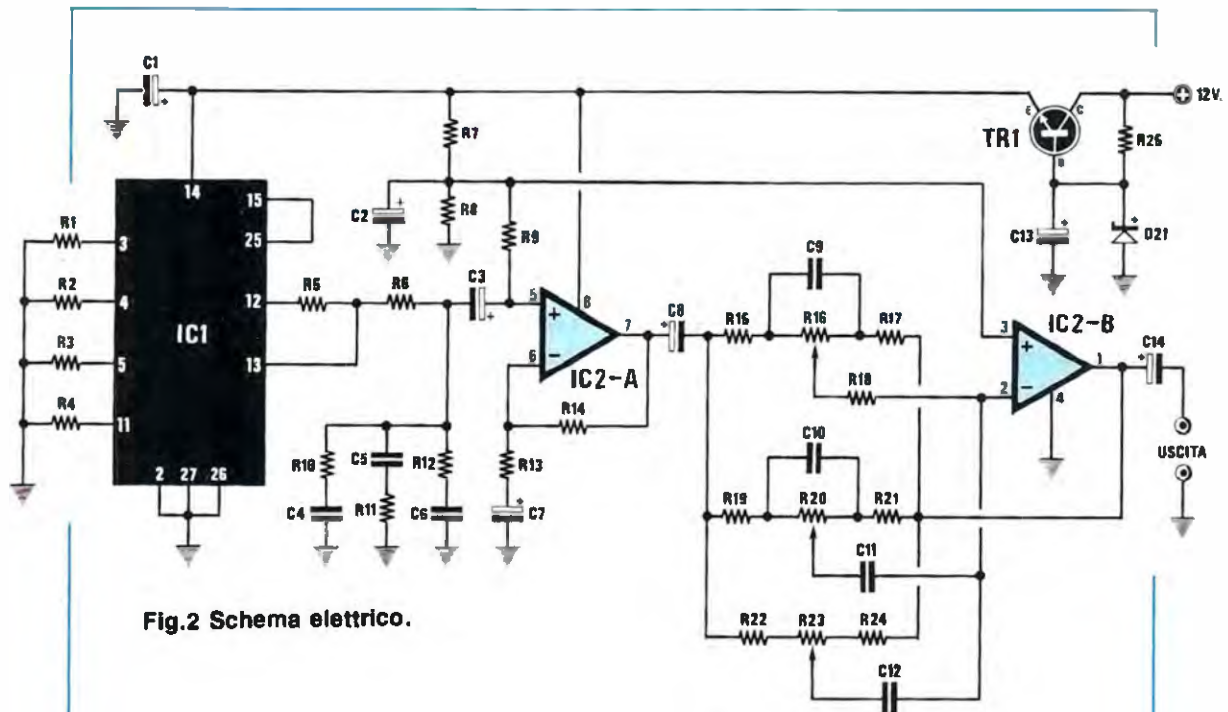 C1
+
14
R7
E
C
TR1
B
12V.
R25
15
25
C2
+
R8
R9
C13
+
DZ1
R1
3
R2
4
R3
5
R4
11
IC1
12
13
R5
R6
C3
+
5
+
6
−
8
7
IC2-A
C8
+
C9
R15
R16
R17
R18
3
+
2
−
IC2-B
1
4
C14
+
USCITA
2
27
26
R10
C4
C5
R11
R12
C6
R13
R14
+
C7
C10
R19
R20
R21
C11
R22
R23
R24
C12
Fig.2 Schema elettrico.